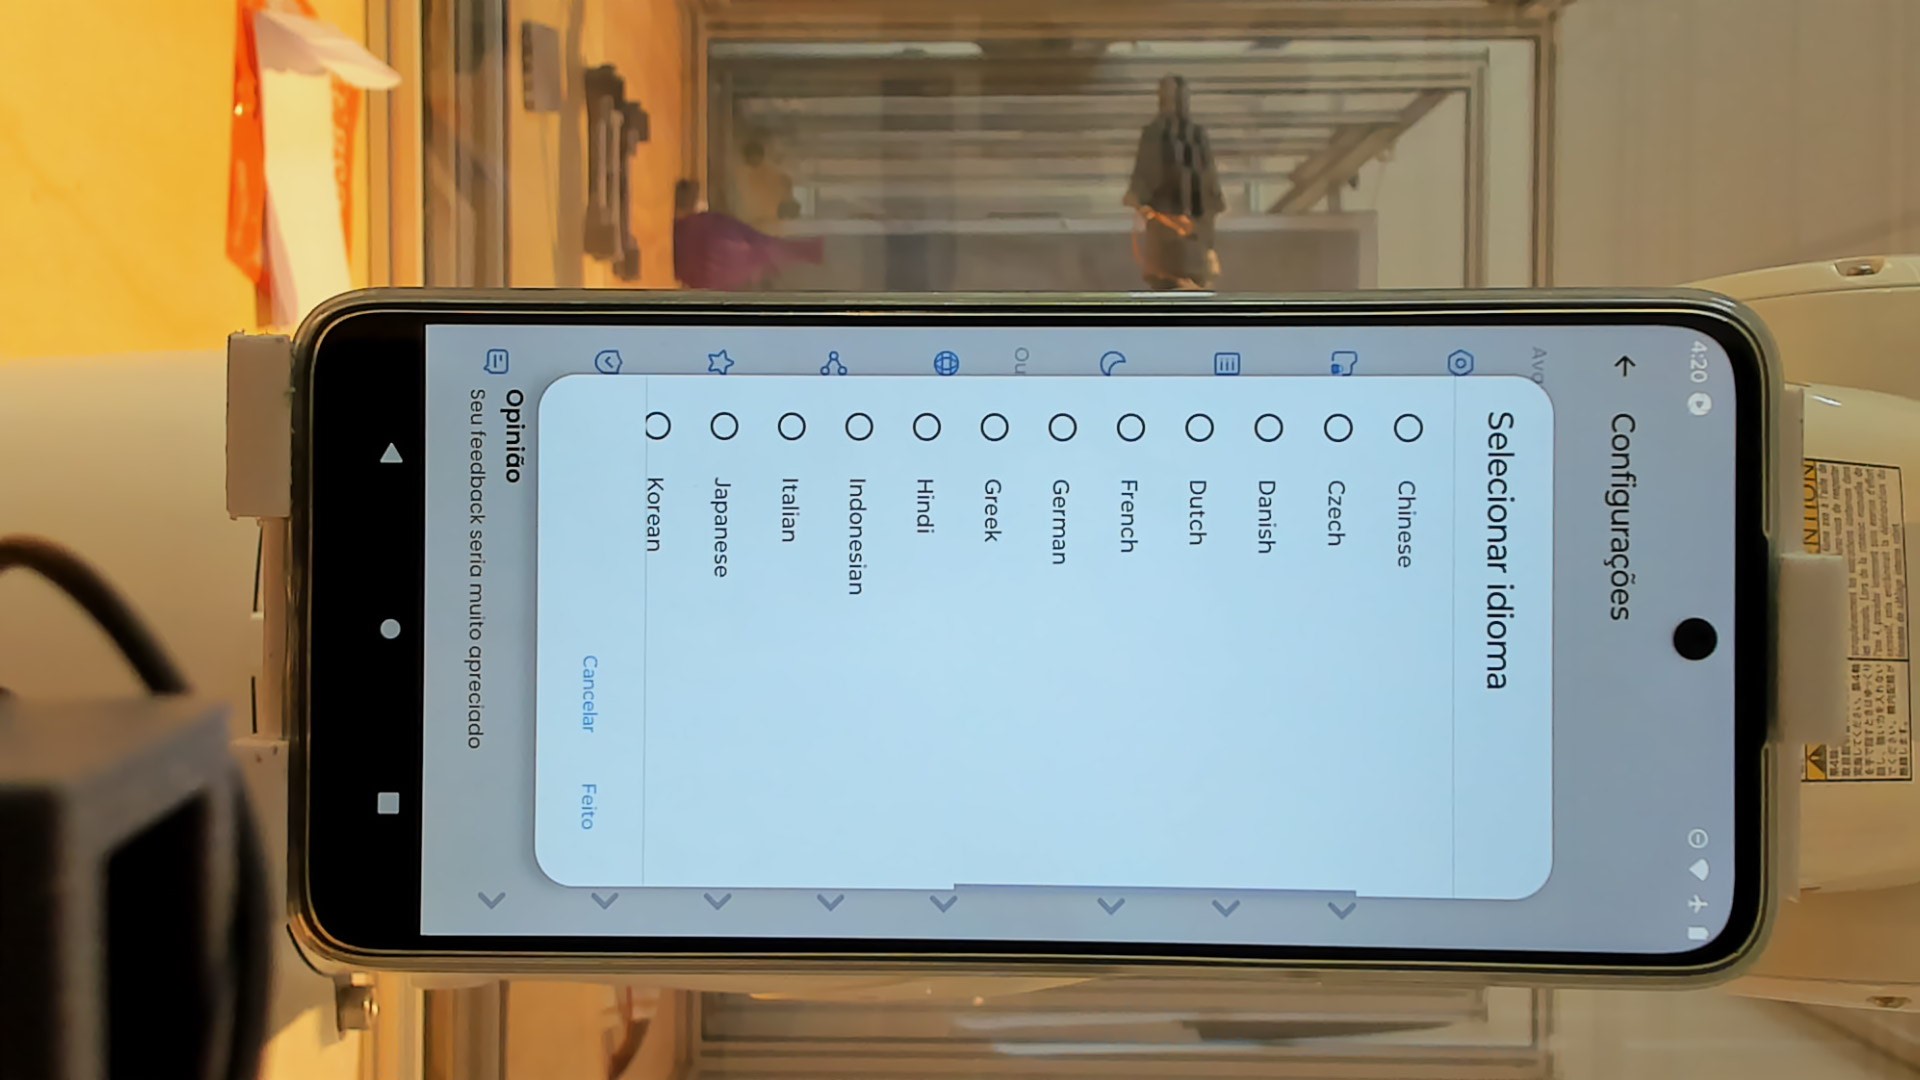 4:20
Configurações
Selecionar idioma
Chinese
Czech
Danish
Dutch
French
German
Greek
Hindi
Indonesian
Italian
Japanese
Korean
Cancelar
Feito
Opinião
Seu feedback seria muito apreciado